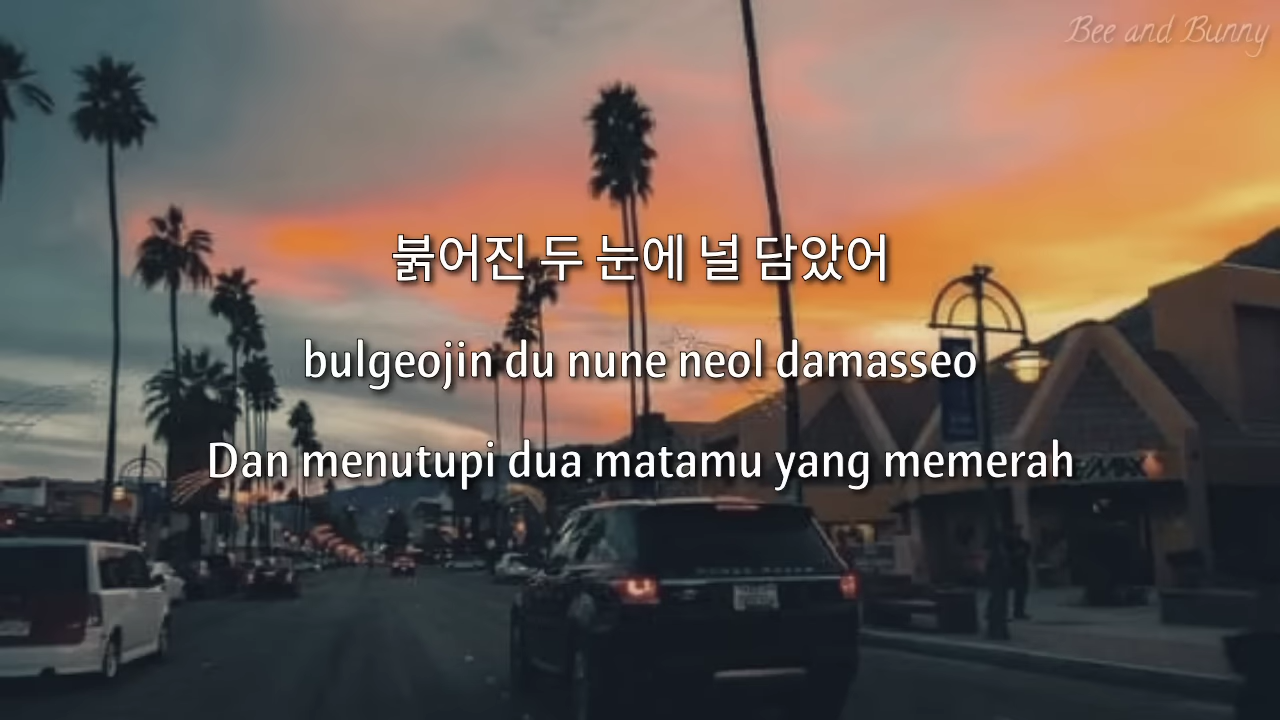 Bee and Bunny
붉어진 두 눈에 널 담았어
bulgeojin du nune neol damasseo
Dan menutupi dua matamu yang memerah